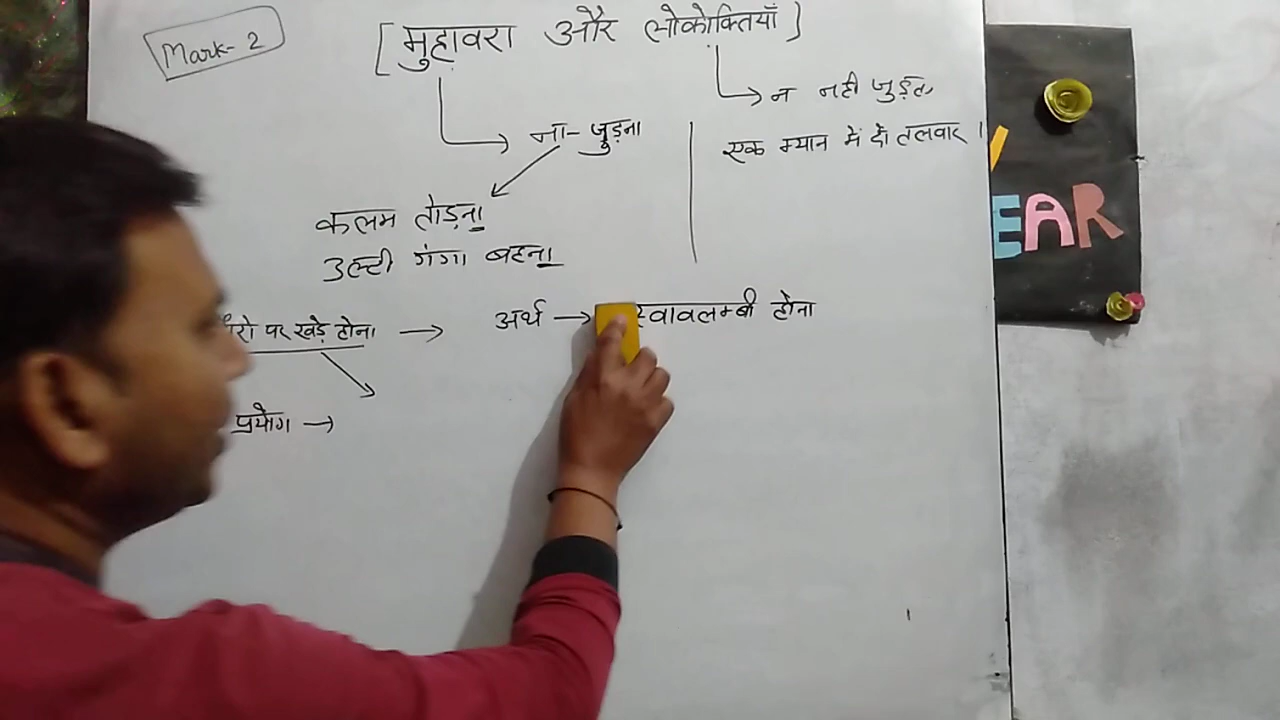 Mark- 2
[ मुहावरा और लोकोक्तियाँ ]
→ ना- जुड़ना
→ न नही जुड़ता
कलम तोड़ना
उल्टी गंगा बहना
एक म्यान में दो तलवार ।
पर खड़े होना → अर्थ → स्वावलम्बी होना
प्रयोग →
EAR